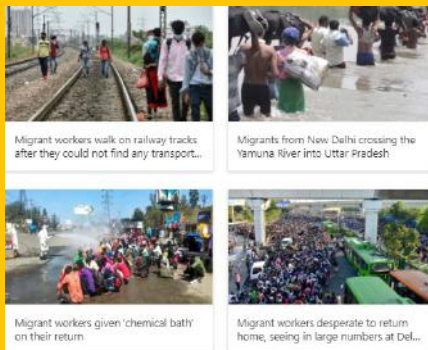 Migrant workers walk on railway tracks
after they could not find any transport...
Migrants from New Delhi crossing the
Yamuna River into Uttar Pradesh
Migrant workers given 'chemical bath'
on their return
Migrant workers desperate to return
home, seeing in large numbers at Del...